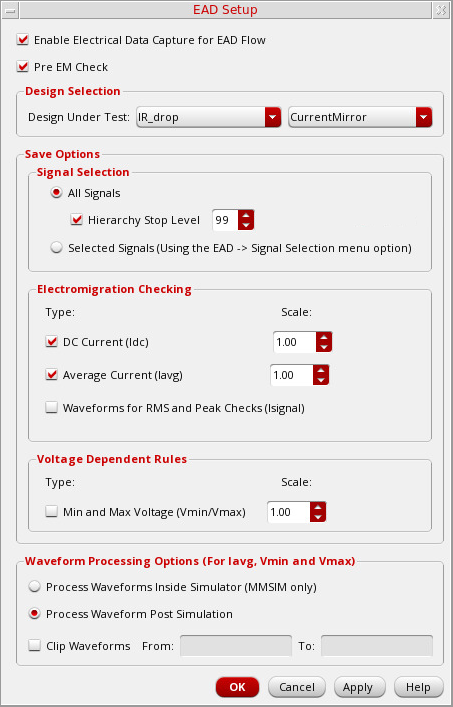 EAD Setup
Enable Electrical Data Capture for EAD Flow
Pre EM Check
Design Selection
Design Under Test: IR_drop CurrentMirror
Save Options
Signal Selection
All Signals
Hierarchy Stop Level 99
Selected Signals (Using the EAD -> Signal Selection menu option)
Electromigration Checking
Type: Scale:
DC Current (Idc) 1.00
Average Current (Iavg) 1.00
Waveforms for RMS and Peak Checks (Isignal)
Voltage Dependent Rules
Type: Scale:
Min and Max Voltage (Vmin/Vmax) 1.00
Waveform Processing Options (For Iavg, Vmin and Vmax)
Process Waveforms Inside Simulator (MMSIM only)
Process Waveform Post Simulation
Clip Waveforms From: To:
OK Cancel Apply Help